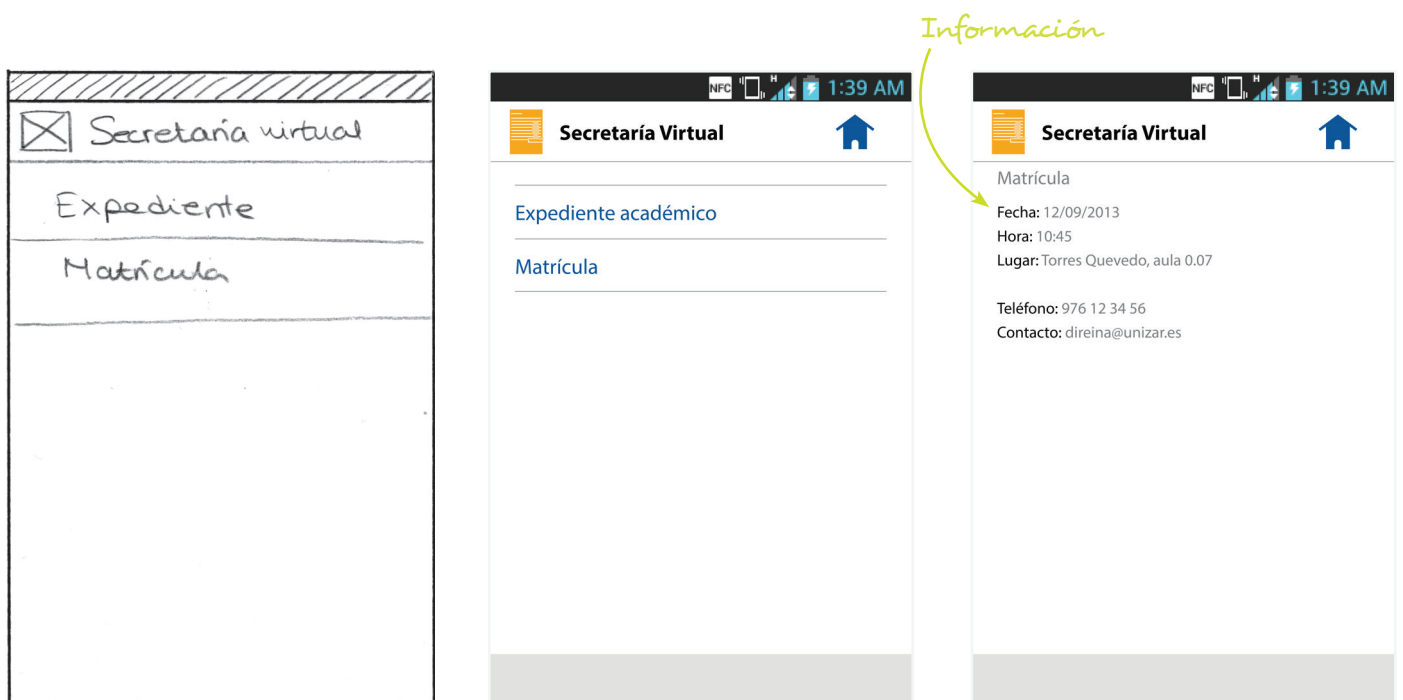 Información
Secretaría virtual
Expediente
Matrícula
NFC H 1:39 AM
Secretaría Virtual
Expediente académico
Matrícula
NFC H 1:39 AM
Secretaría Virtual
Matrícula
Fecha: 12/09/2013
Hora: 10:45
Lugar: Torres Quevedo, aula 0.07
Teléfono: 976 12 34 56
Contacto: direina@unizar.es